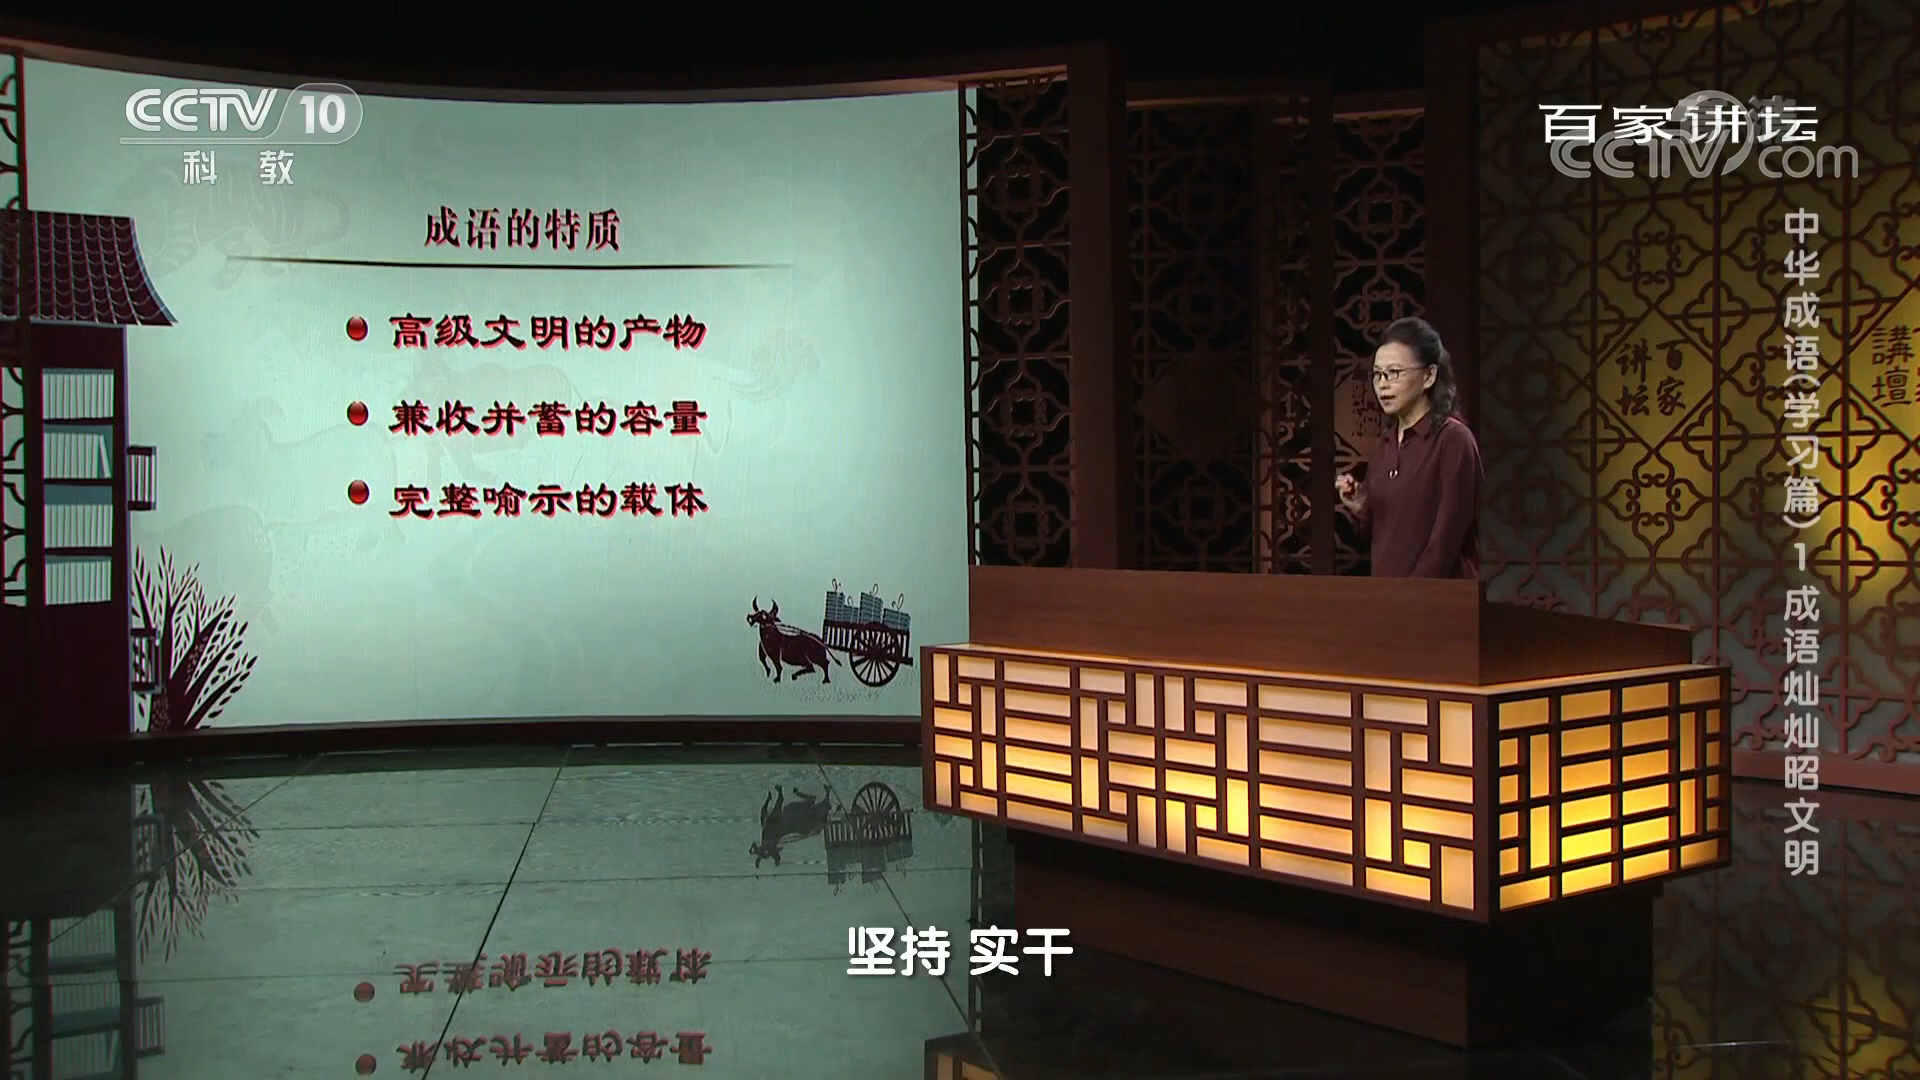 CCTV 10
科 教
百家讲坛
CCTV.com
成语的特质
高级文明的产物
兼收并蓄的容量
完整喻示的载体
中华成语(学习篇) 1 成语灿灿昭文明
百家
讲坛
講壇
坚持 实干